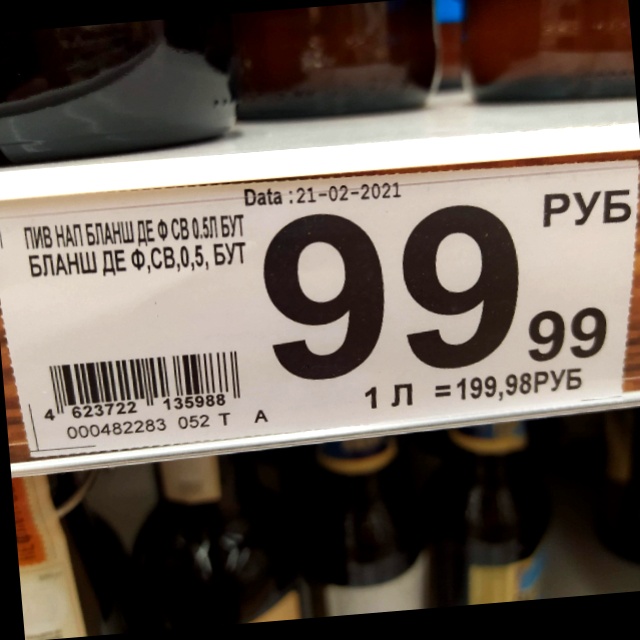 Data :21-02-2021
ПИВ НАП БЛАНШ ДЕ Ф СВ 0.5Л БУТ
БЛАНШ ДЕ Ф,СВ,0,5, БУТ
99 99 РУБ
1 Л =199,98РУБ
4 623722 135988
000482283 052 Т А